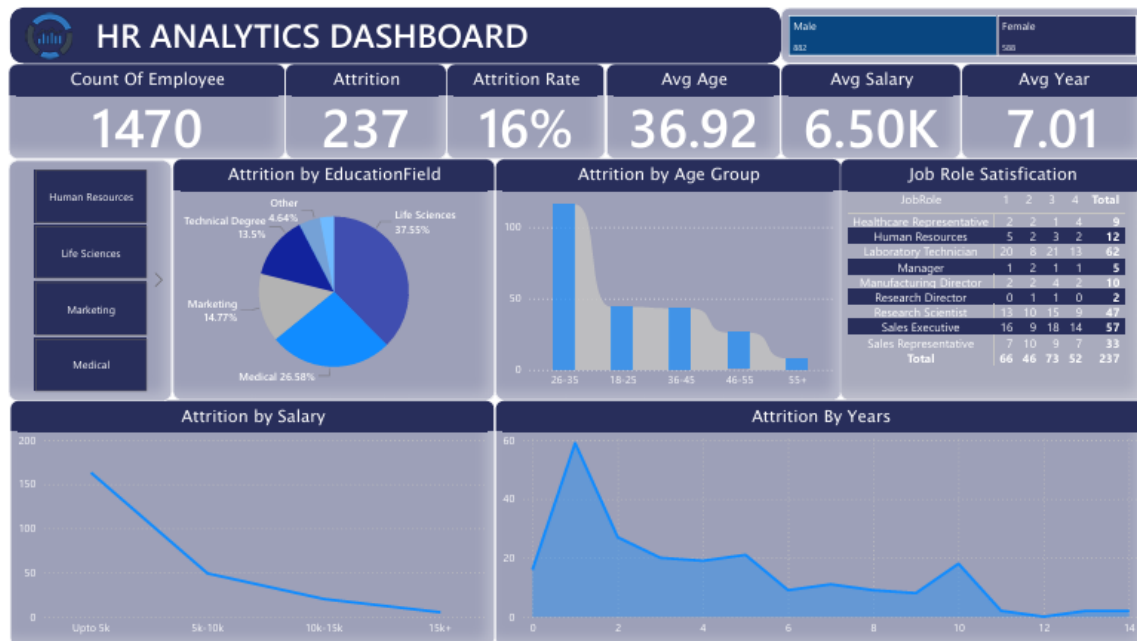 HR ANALYTICS DASHBOARD
Male
882
Female
588
Count Of Employee
1470
Attrition
237
Attrition Rate
16%
Avg Age
36.92
Avg Salary
6.50K
Avg Year
7.01
Human Resources
Life Sciences
Marketing
Medical
Attrition by EducationField
Other
4.64%
Technical Degree
13.5%
Life Sciences
37.55%
Marketing
14.77%
Medical 26.58%
Attrition by Age Group
100
50
0
26-35 18-25 36-45 46-55 55+
Job Role Satisfication
JobRole 1 2 3 4 Total
Healthcare Representative 2 2 1 4 9
Human Resources 5 2 3 2 12
Laboratory Technician 20 8 21 13 62
Manager 1 2 1 1 5
Manufacturing Director 2 2 4 2 10
Research Director 0 1 1 0 2
Research Scientist 13 10 15 9 47
Sales Executive 16 9 18 14 57
Sales Representative 7 10 9 7 33
Total 66 46 73 52 237
Attrition by Salary
200
150
100
50
0
Upto 5k 5k-10k 10k-15k 15k+
Attrition By Years
60
40
20
0
0 2 4 6 8 10 12 14